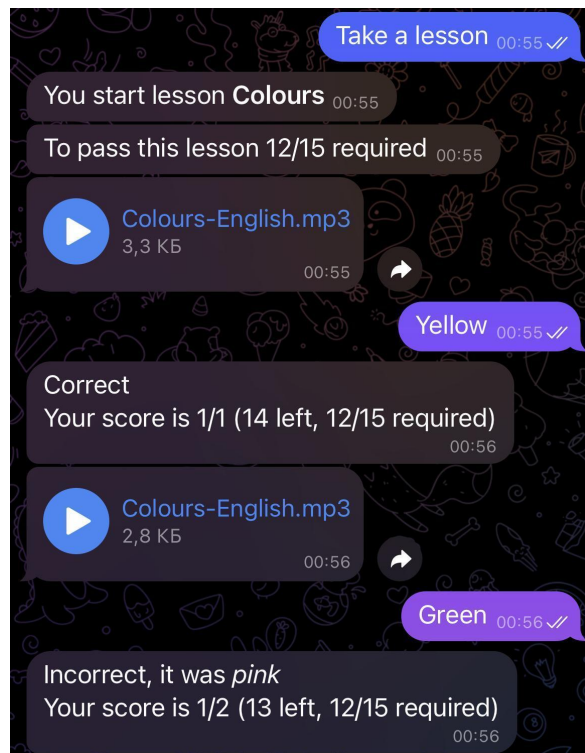 Take a lesson 00:55
You start lesson Colours 00:55
To pass this lesson 12/15 required 00:55
Colours-English.mp3
3,3 КБ
00:55
Yellow 00:55
Correct
Your score is 1/1 (14 left, 12/15 required)
00:56
Colours-English.mp3
2,8 КБ
00:56
Green 00:56
Incorrect, it was pink
Your score is 1/2 (13 left, 12/15 required)
00:56